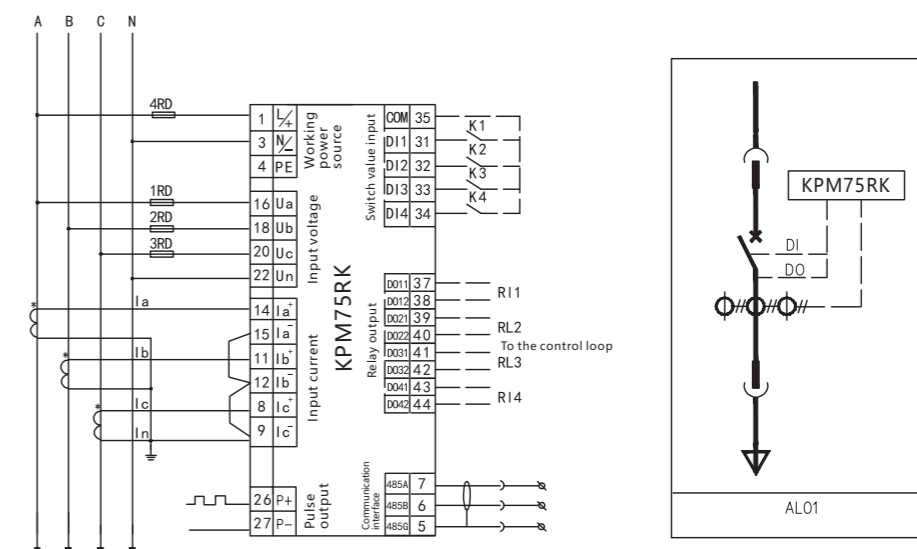 A B C N
4RD
1RD
2RD
3RD
Ia
Ib
Ic
In
*
*
*
1 L/+
3 N/-
4 PE
Working power source
16 Ua
18 Ub
20 Uc
22 Un
Input voltage
14 Ia+
15 Ia-
11 Ib+
12 Ib-
8 Ic+
9 Ic-
Input current
26 P+
27 P-
Pulse output
KPM75RK
Switch value input
COM 35
DI1 31
DI2 32
DI3 33
DI4 34
K1
K2
K3
K4
Relay output
DO11 37
DO12 38
DO21 39
DO22 40
DO31 41
DO32 42
DO41 43
DO42 44
RI1
RL2
To the control loop
RL3
RI4
Communication interface
485A 7
485B 6
485G 5
KPM75RK
DI
DO
AL01